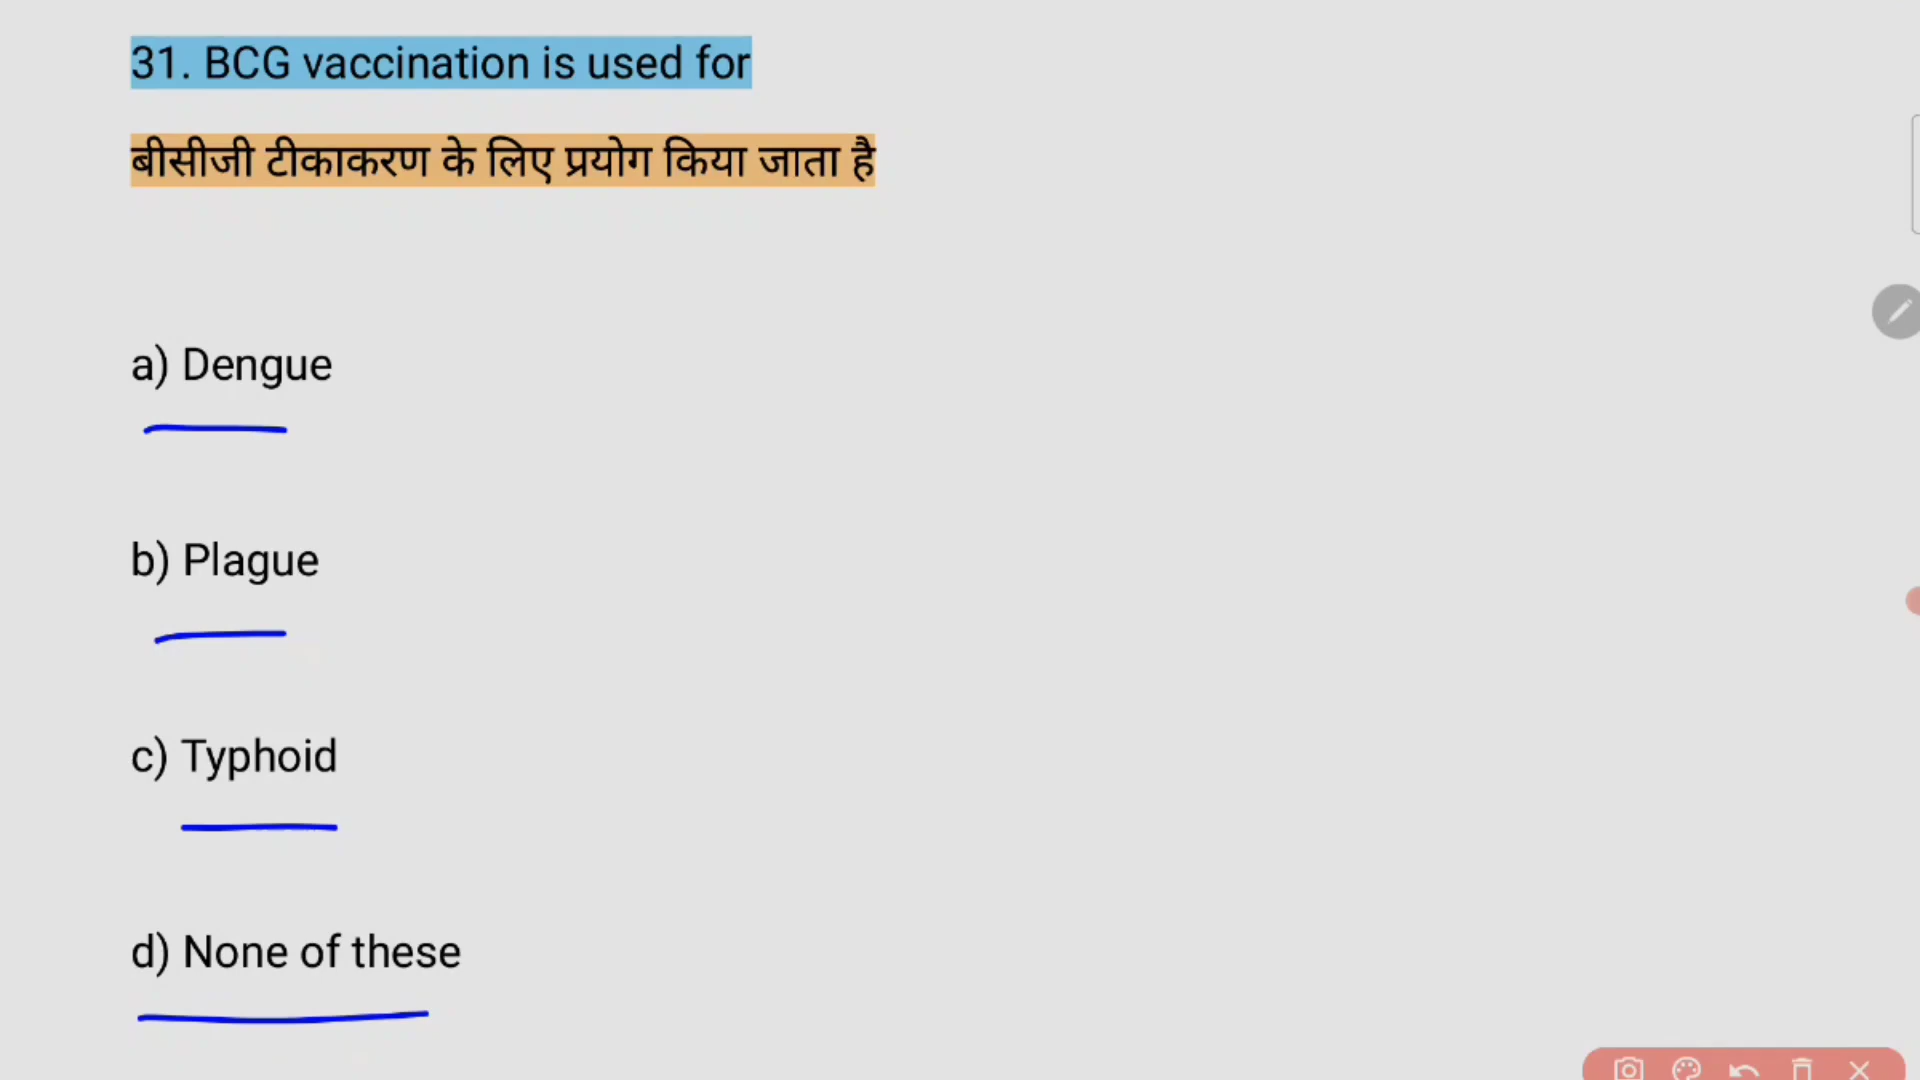 31. BCG vaccination is used for
बीसीजी टीकाकरण के लिए प्रयोग किया जाता है
a) Dengue
b) Plague
c) Typhoid
d) None of these